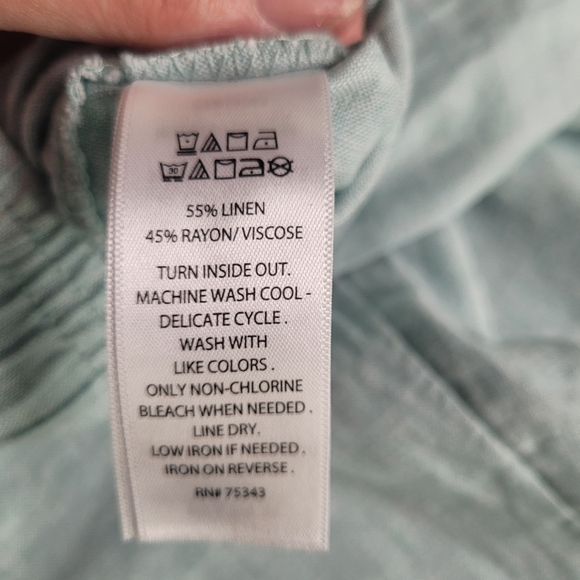 30
55% LINEN
45% RAYON/VISCOSE
TURN INSIDE OUT.
MACHINE WASH COOL -
DELICATE CYCLE .
WASH WITH
LIKE COLORS .
ONLY NON-CHLORINE
BLEACH WHEN NEEDED .
LINE DRY.
LOW IRON IF NEEDED .
IRON ON REVERSE .
RN# 75343